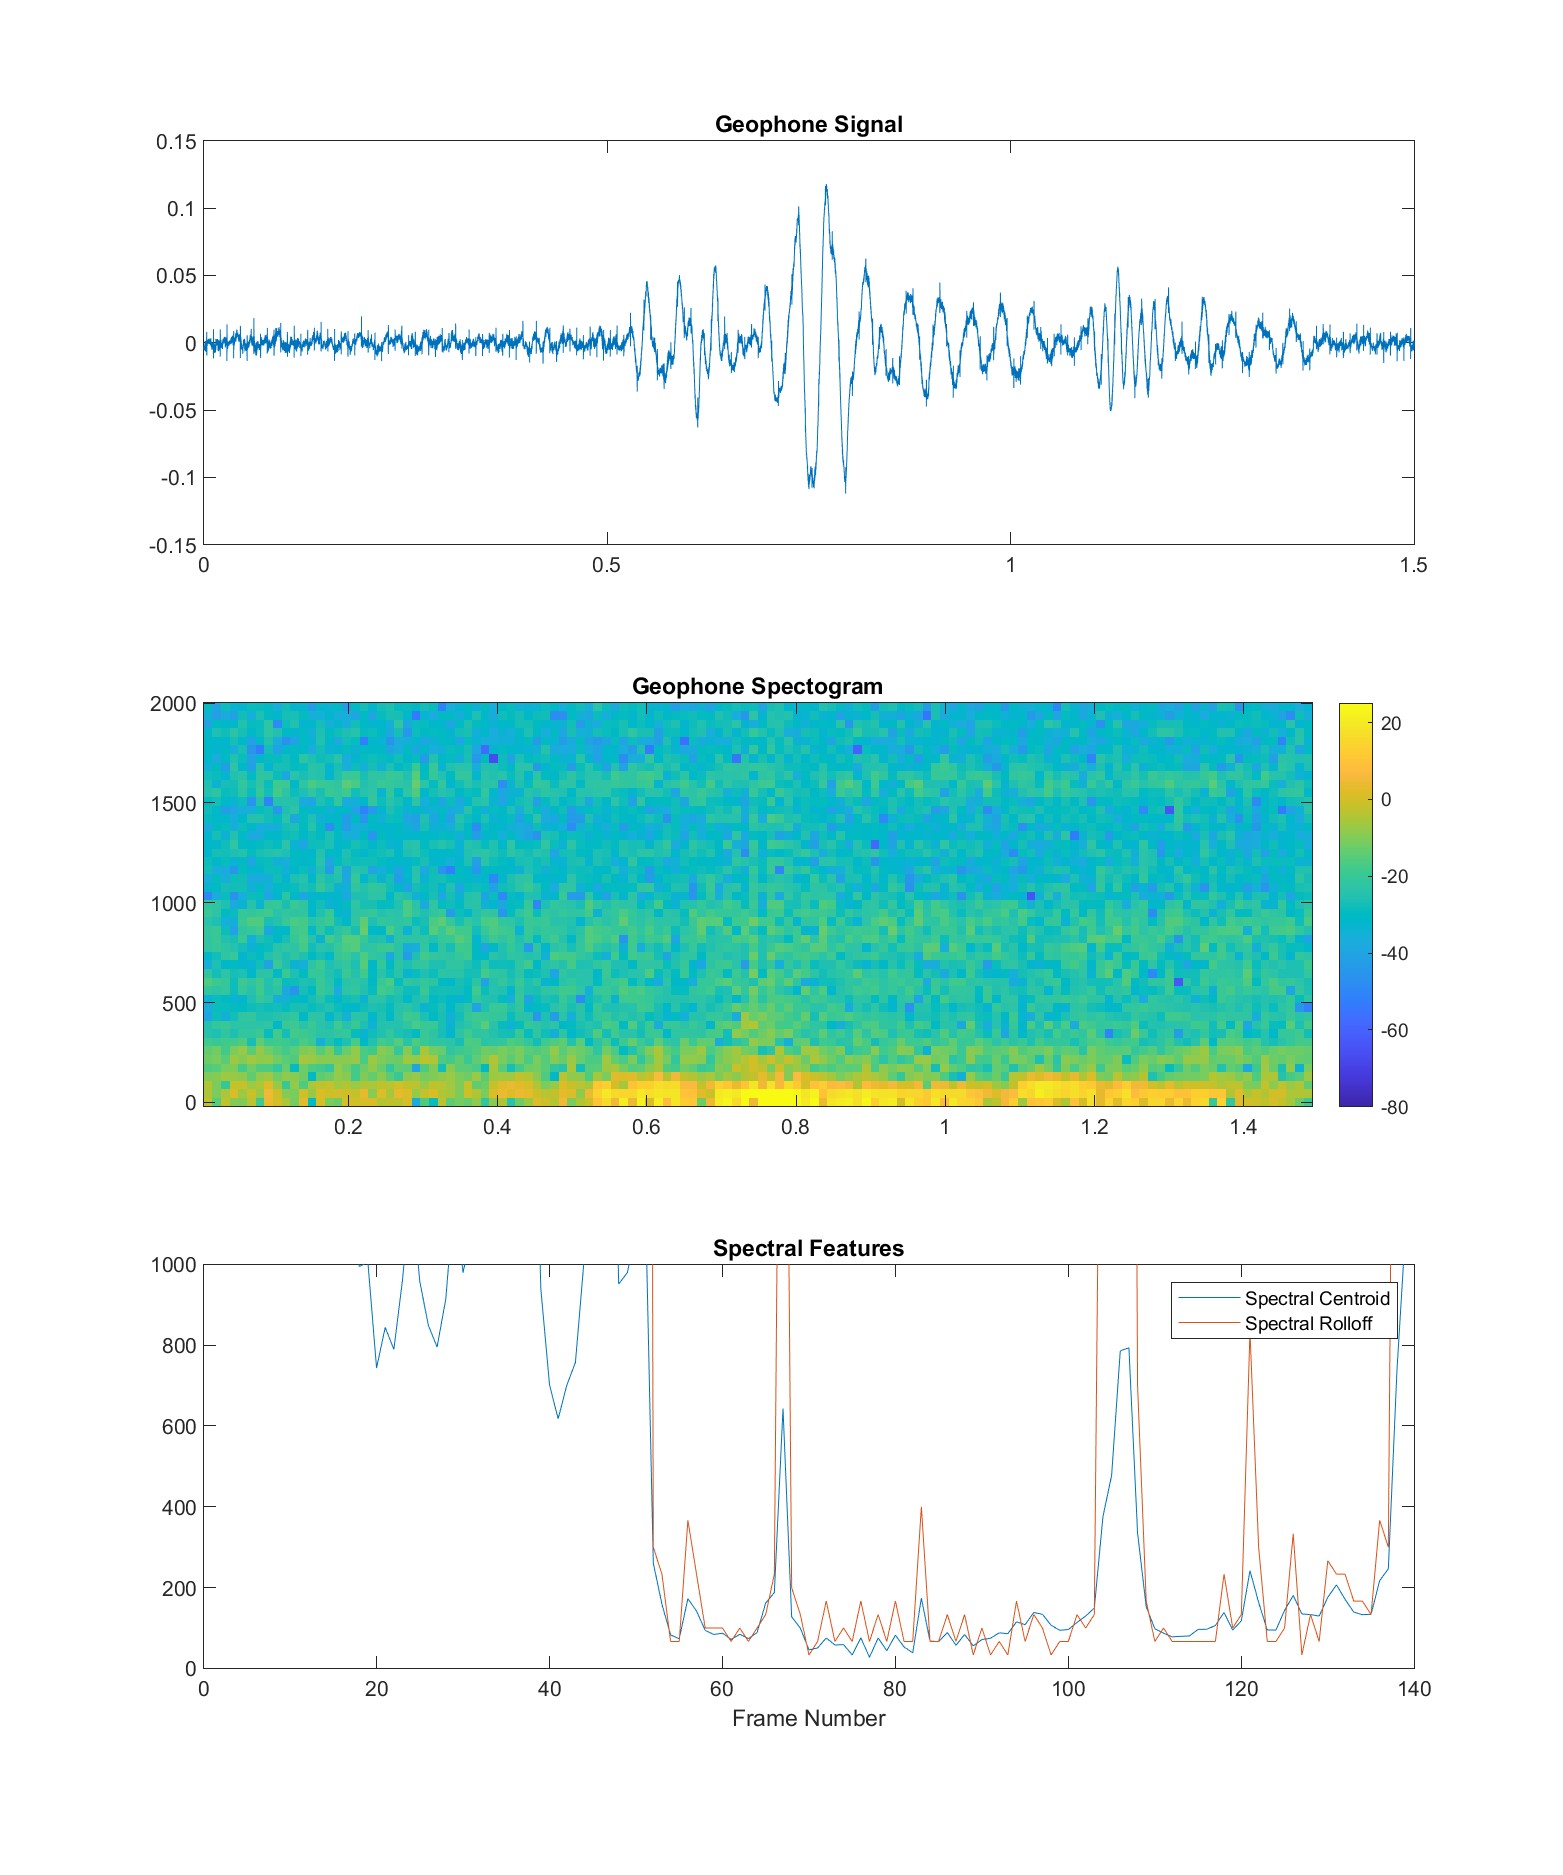 Geophone Signal
0.15
0.1
0.05
0
-0.05
-0.1
-0.15
0 0.5 1 1.5
Geophone Spectogram
2000
1500
1000
500
0
0.2 0.4 0.6 0.8 1 1.2 1.4
20
0
-20
-40
-60
-80
Spectral Features
1000
800
600
400
200
0
Spectral Centroid
Spectral Rolloff
0 20 40 60 80 100 120 140
Frame Number